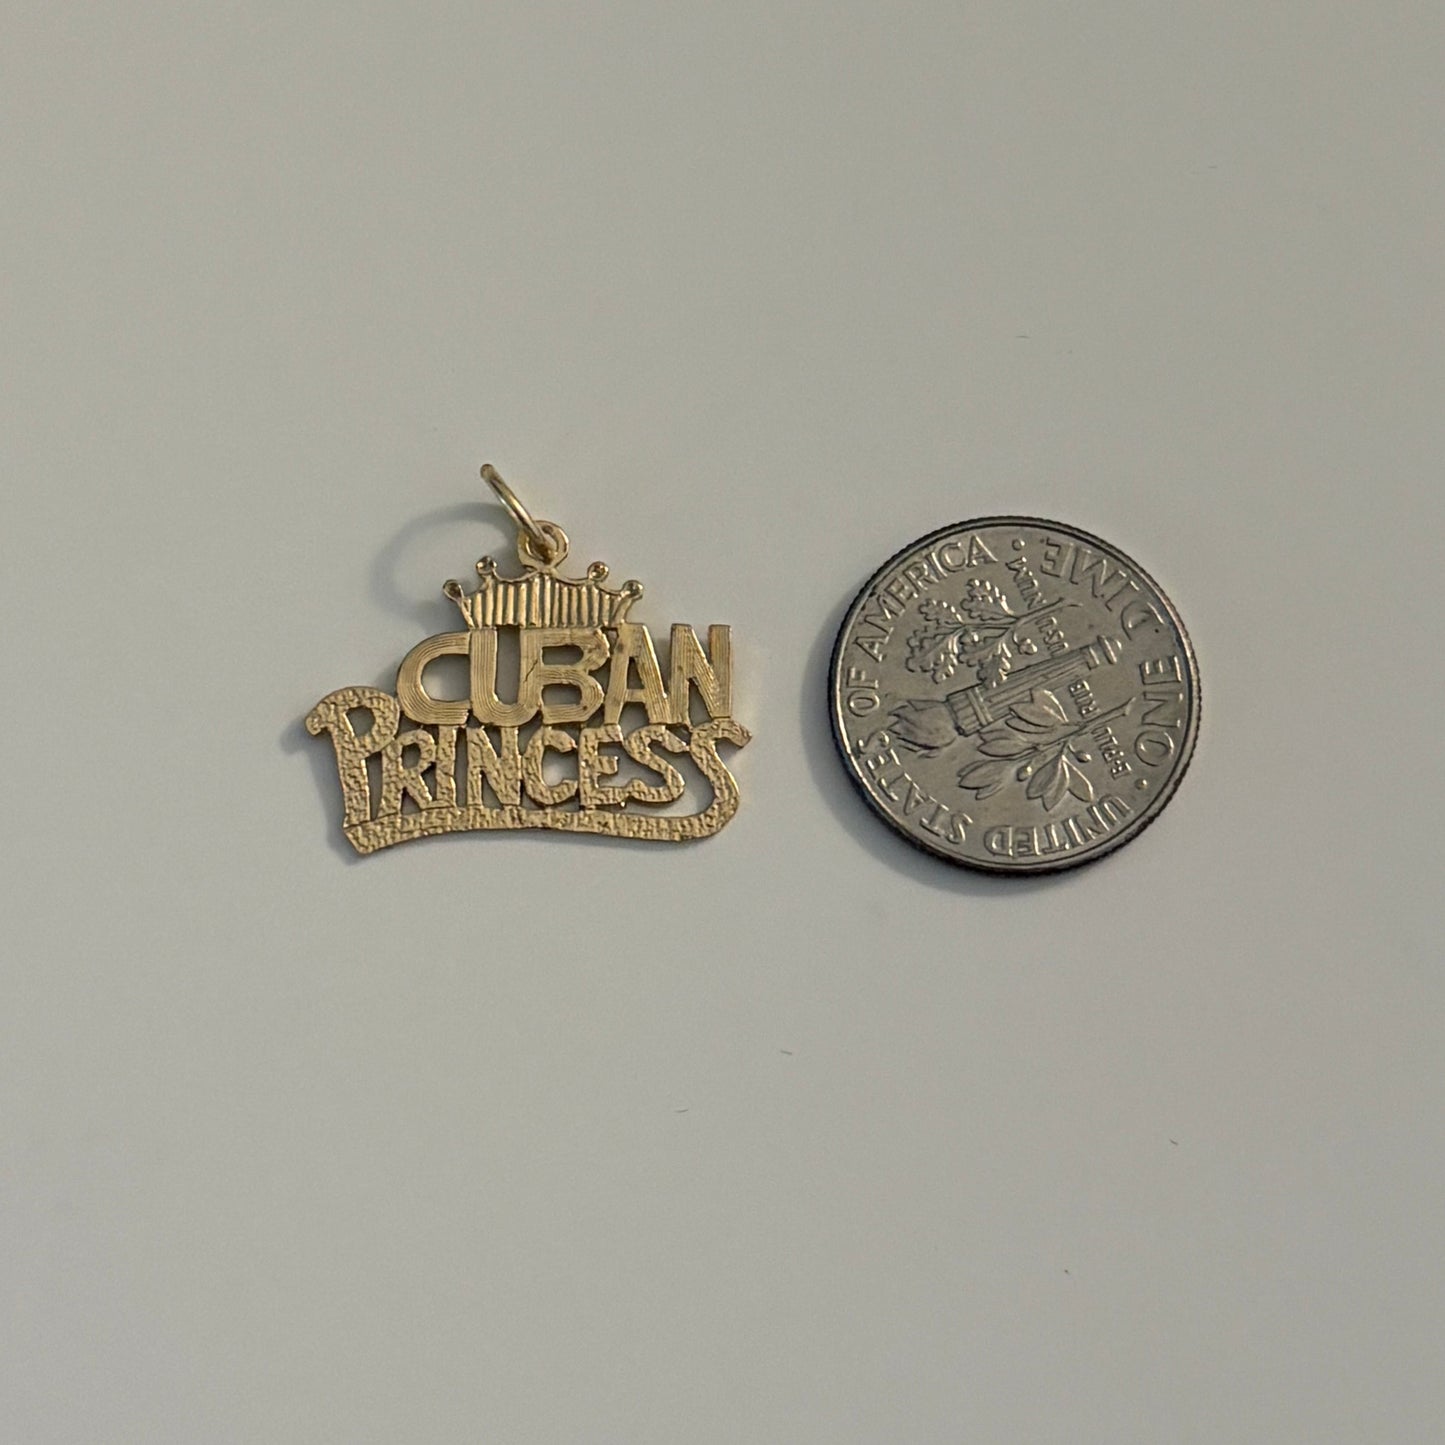 CUBAN
PRINCESS
UNITED STATES OF AMERICA · ONE DIME ·
E PLURIBUS UNUM